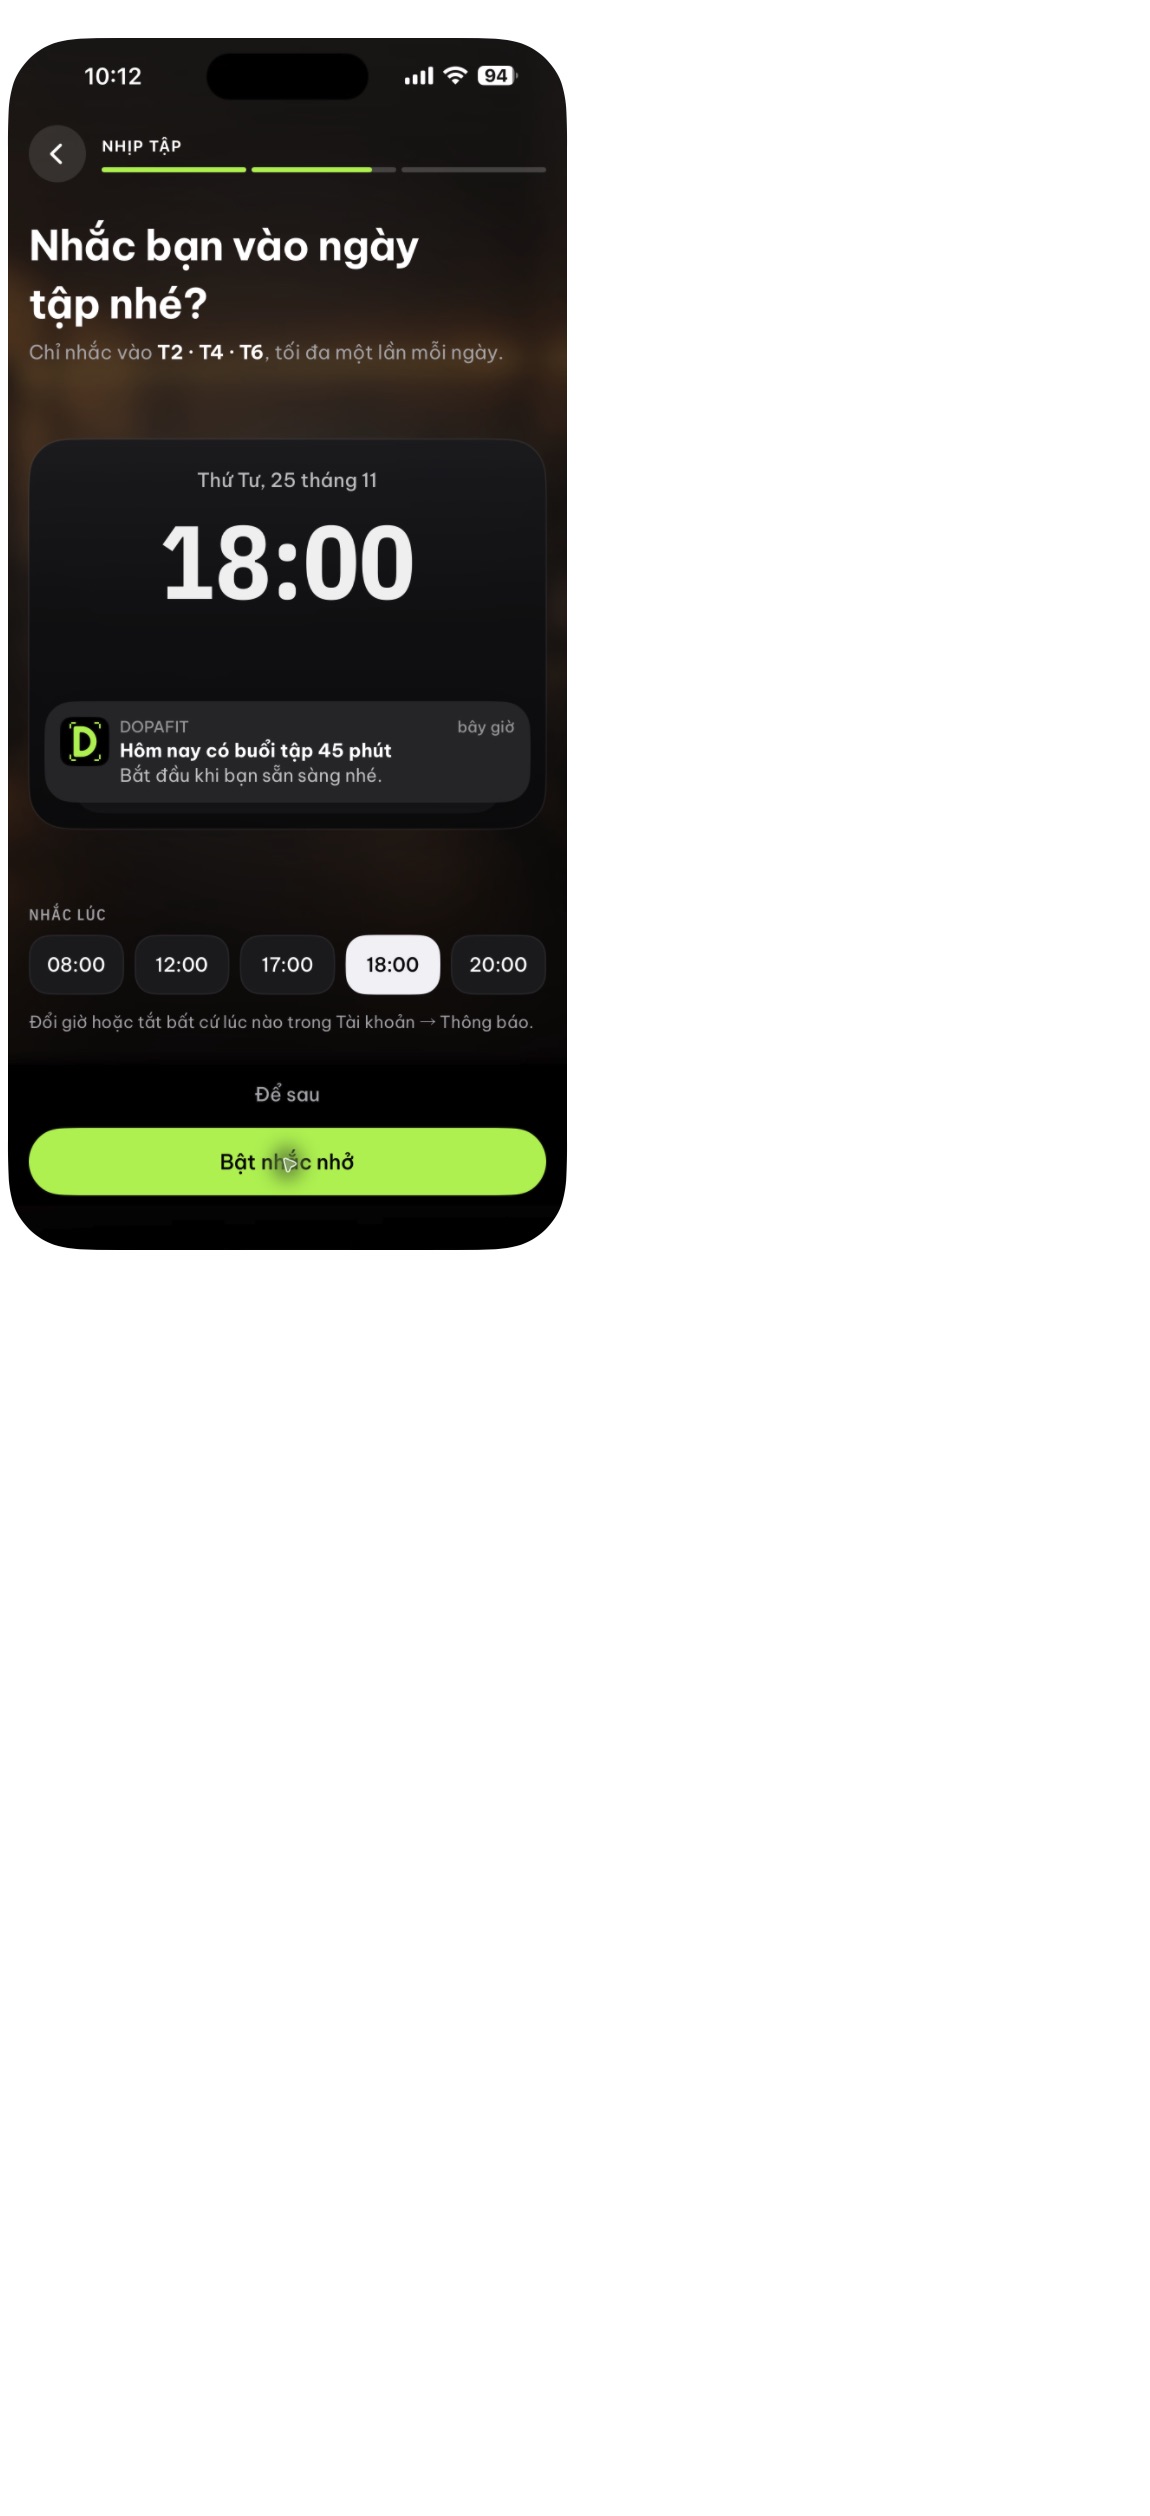 10:12
94
NHỊP TẬP
Nhắc bạn vào ngày
tập nhé?
Chỉ nhắc vào T2 · T4 · T6, tối đa một lần mỗi ngày.
Thứ Tư, 25 tháng 11
18:00
D
DOPAFIT
bây giờ
Hôm nay có buổi tập 45 phút
Bắt đầu khi bạn sẵn sàng nhé.
NHẮC LÚC
08:00 12:00 17:00 18:00 20:00
Đổi giờ hoặc tắt bất cứ lúc nào trong Tài khoản → Thông báo.
Để sau
Bật nhắc nhở